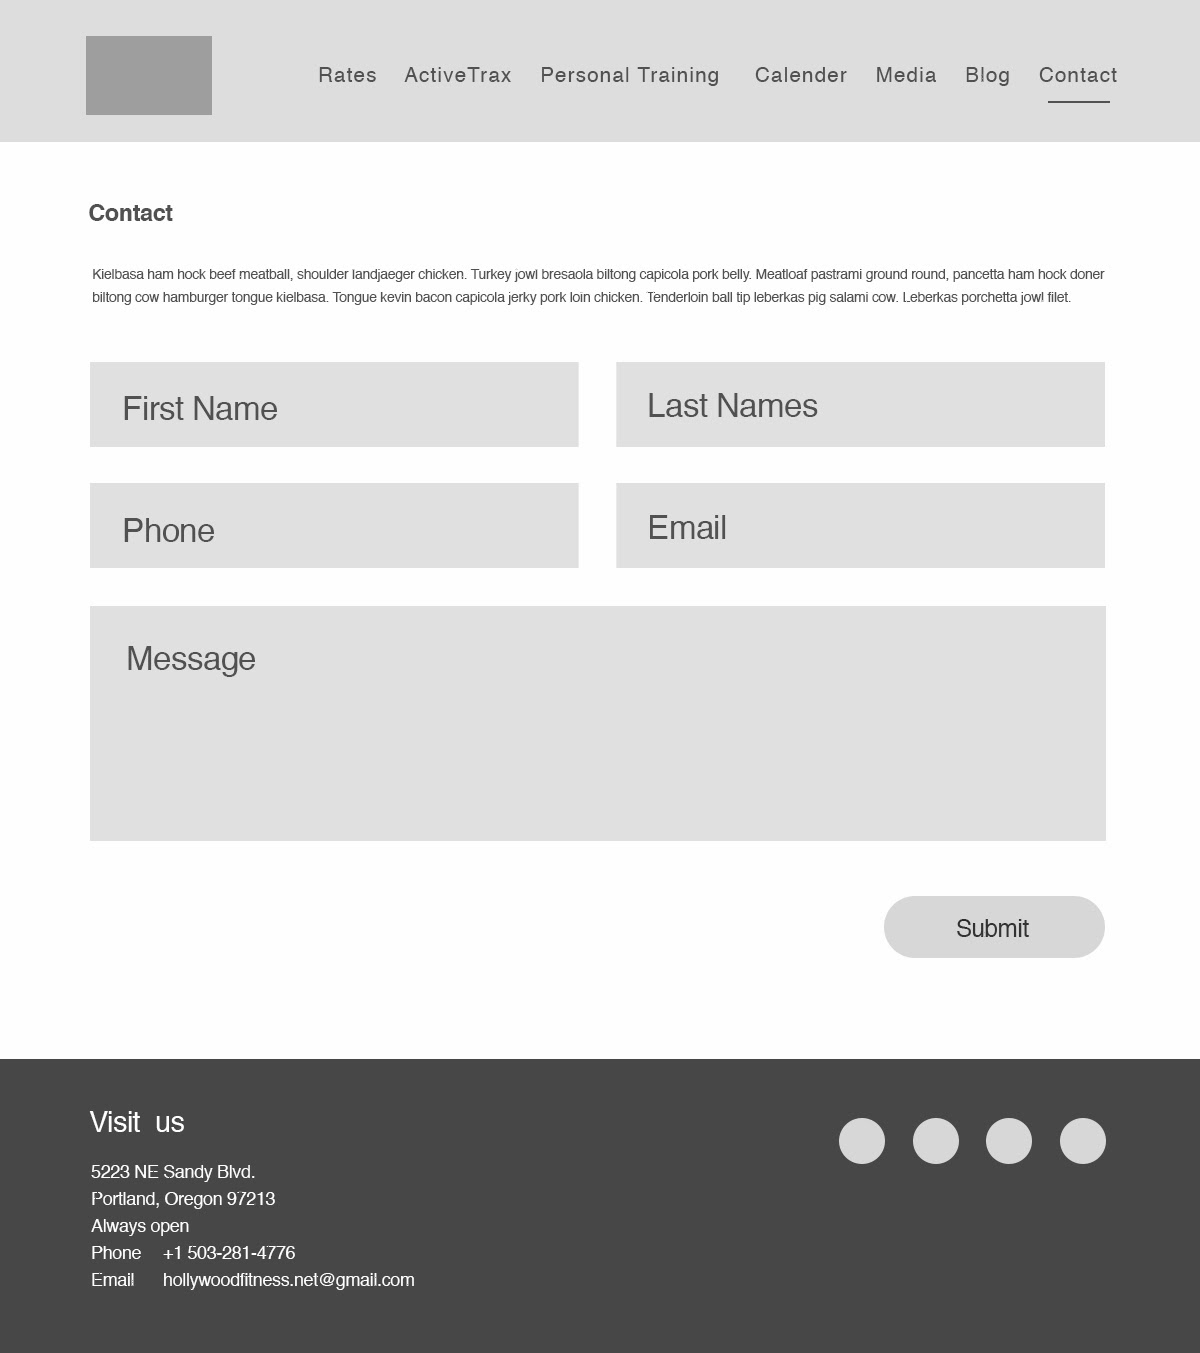 Rates ActiveTrax Personal Training Calender Media Blog Contact
Contact
Kielbasa ham hock beef meatball, shoulder landjaeger chicken. Turkey jowl bresaola biltong capicola pork belly. Meatloaf pastrami ground round, pancetta ham hock doner
biltong cow hamburger tongue kielbasa. Tongue kevin bacon capicola jerky pork loin chicken. Tenderloin ball tip leberkas pig salami cow. Leberkas porchetta jowl filet.
First Name
Last Names
Phone
Email
Message
Submit
Visit us
5223 NE Sandy Blvd.
Portland, Oregon 97213
Always open
Phone +1 503-281-4776
Email hollywoodfitness.net@gmail.com